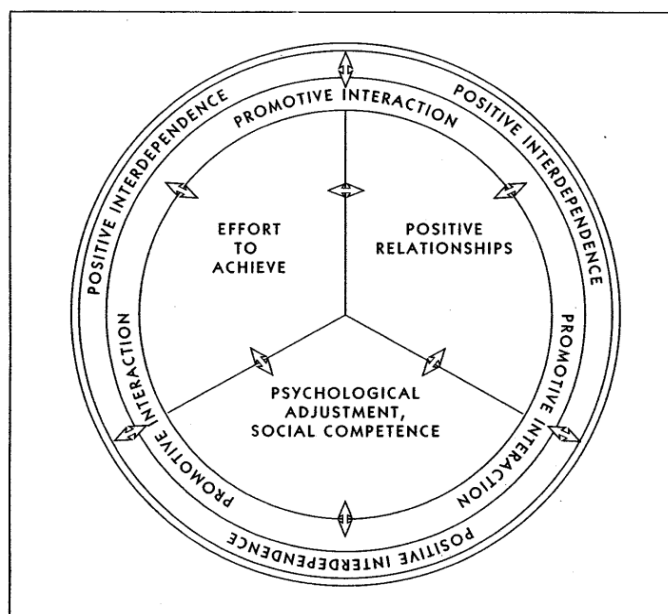 POSITIVE INTERDEPENDENCE
POSITIVE INTERDEPENDENCE
PROMOTIVE INTERACTION
EFFORT
TO
ACHIEVE
POSITIVE
RELATIONSHIPS
PROMOTIVE INTERACTION
PROMOTIVE INTERACTION
PSYCHOLOGICAL
ADJUSTMENT,
SOCIAL COMPETENCE
POSITIVE INTERDEPENDENCE